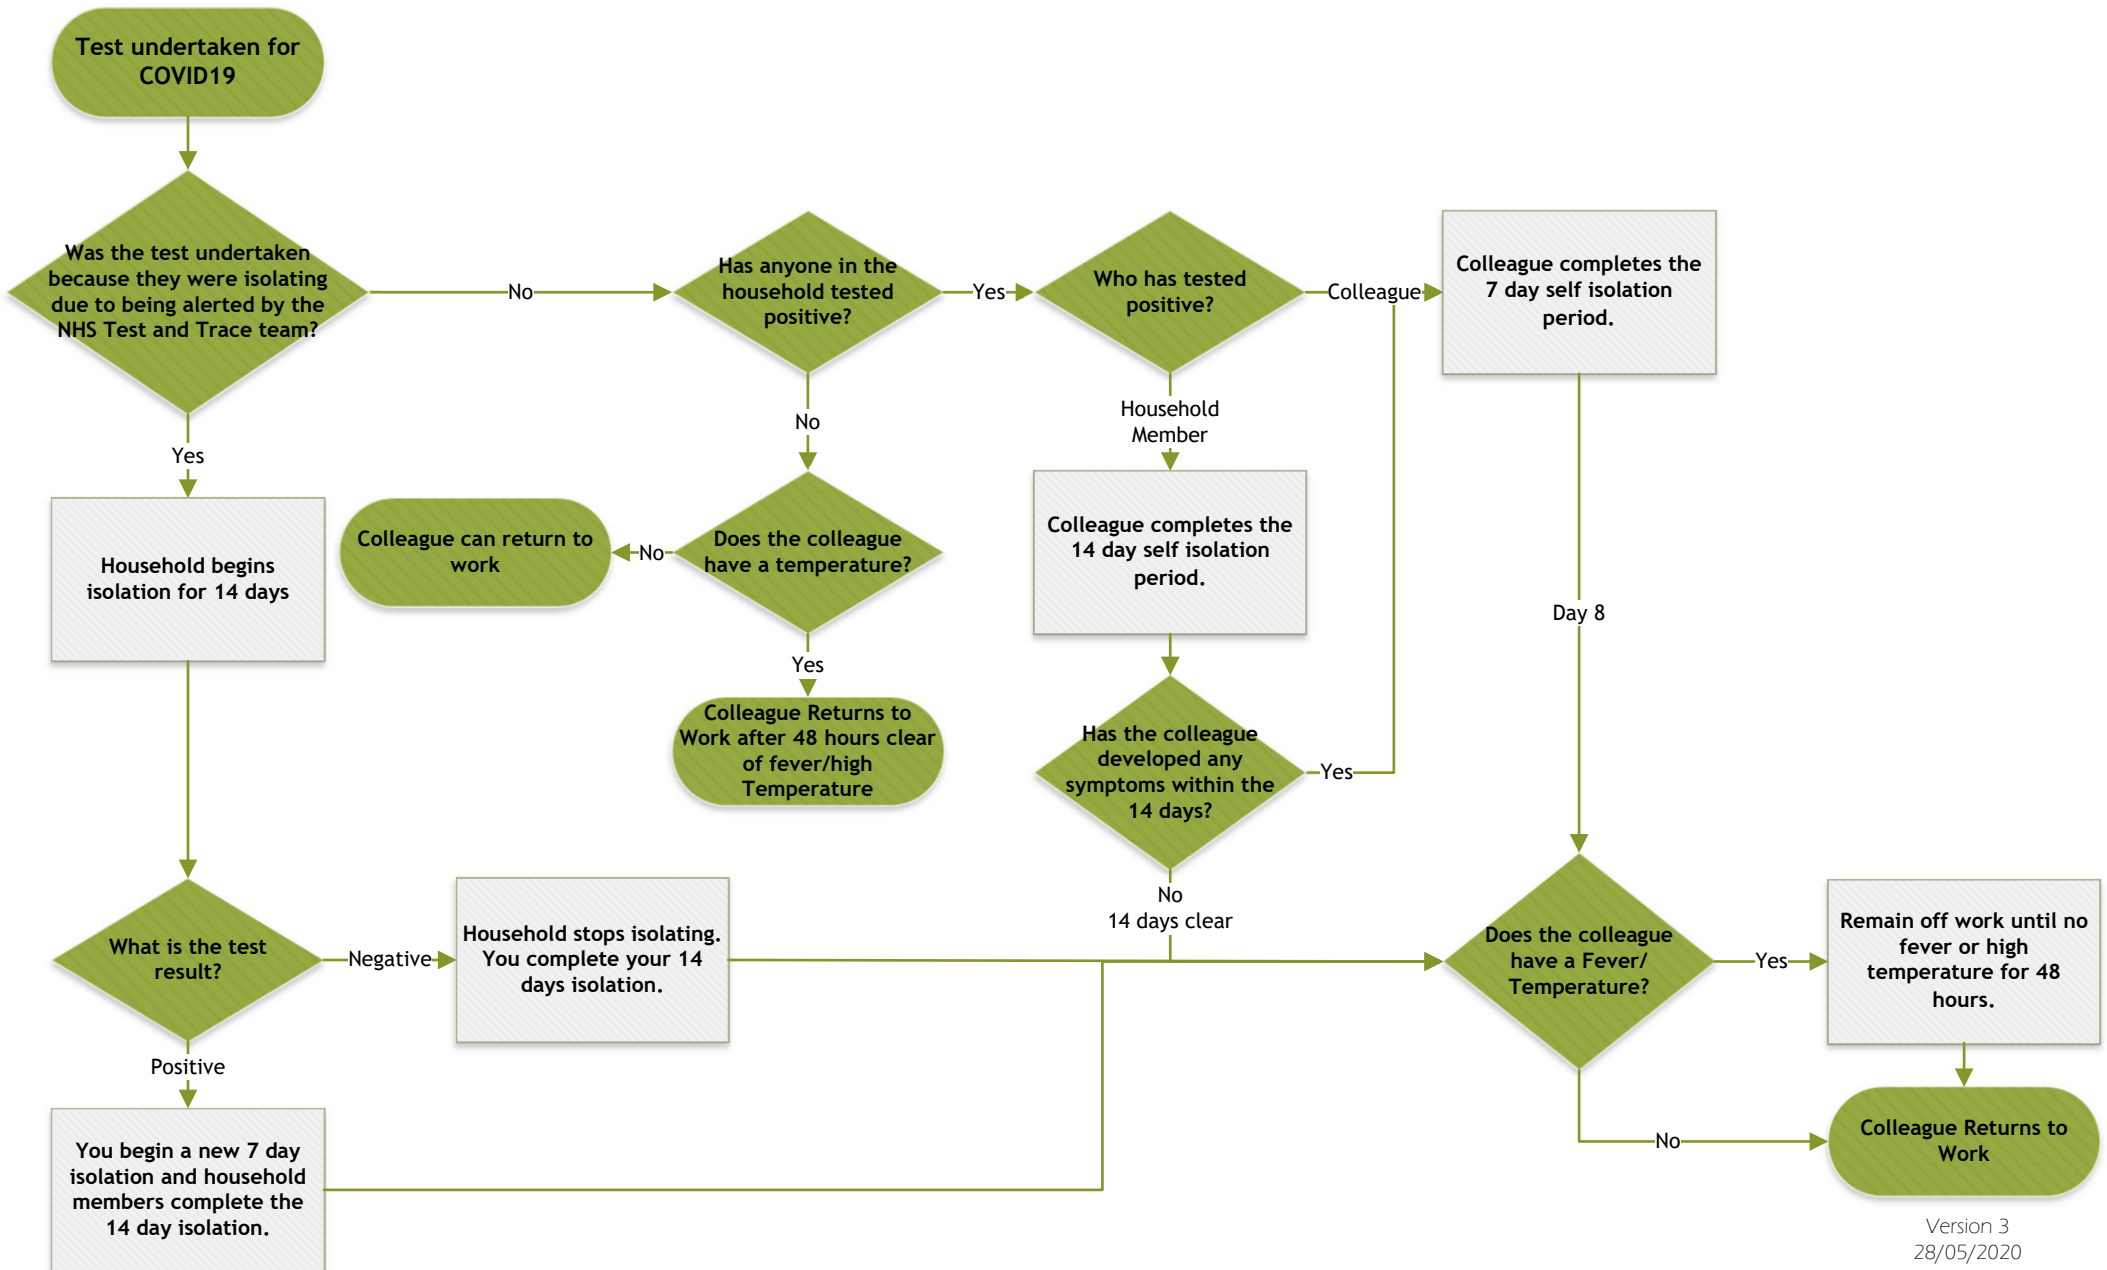 Test undertaken for
COVID19
Was the test undertaken
because they were isolating
due to being alerted by the
NHS Test and Trace team?
No
Has anyone in the
household tested
positive?
Yes
Who has tested
positive?
Colleague
Colleague completes the
7 day self isolation
period.
Yes
Household begins
isolation for 14 days
No
Does the colleague
have a temperature?
No
Colleague can return to
work
Yes
Colleague Returns to
Work after 48 hours clear
of fever/high
Temperature
Household
Member
Colleague completes the
14 day self isolation
period.
Has the colleague
developed any
symptoms within the
14 days?
Yes
No
14 days clear
Day 8
What is the test
result?
Negative
Household stops isolating.
You complete your 14
days isolation.
Positive
You begin a new 7 day
isolation and household
members complete the
14 day isolation.
Does the colleague
have a Fever/
Temperature?
Yes
Remain off work until no
fever or high
temperature for 48
hours.
No
Colleague Returns to
Work
Version 3
28/05/2020